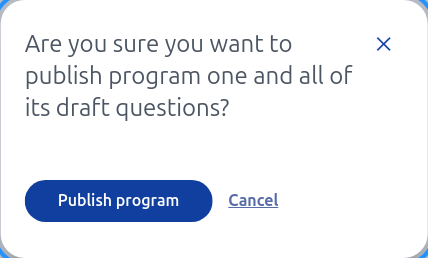 Are you sure you want to
publish program one and all of
its draft questions?
Publish program
Cancel